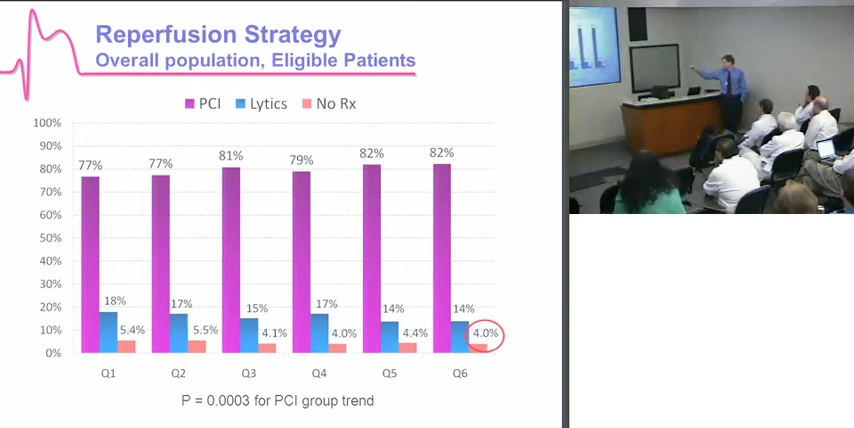 Reperfusion Strategy
Overall population, Eligible Patients
PCI Lytics No Rx
100%
90%
80%
70%
60%
50%
40%
30%
20%
10%
0%
77% 77% 81% 79% 82% 82%
18% 17% 15% 17% 14% 14%
5.4% 5.5% 4.1% 4.0% 4.4% 4.0%
Q1 Q2 Q3 Q4 Q5 Q6
P = 0.0003 for PCI group trend